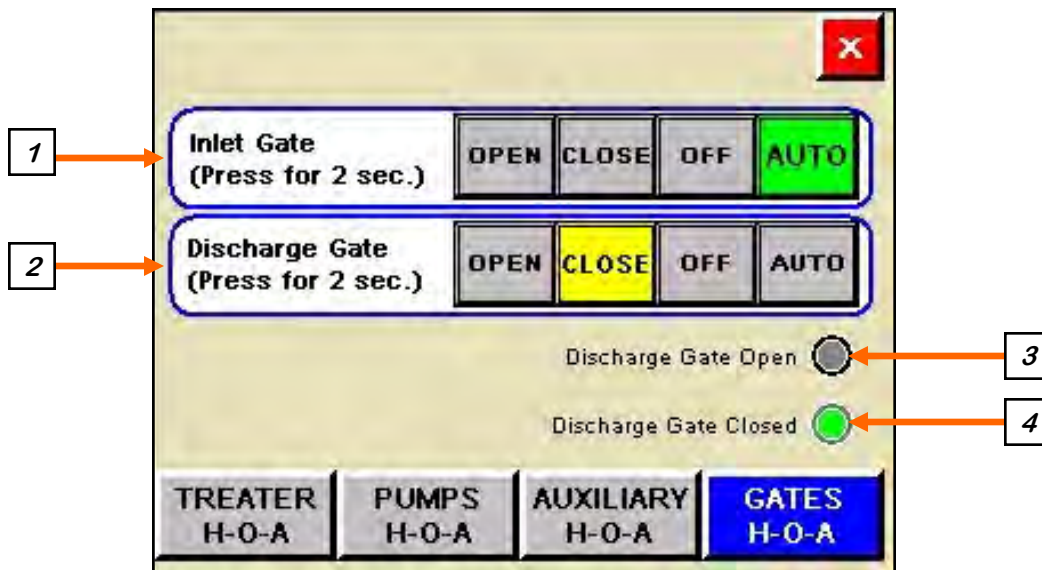 X
1
Inlet Gate
(Press for 2 sec.)
OPEN CLOSE OFF AUTO
2
Discharge Gate
(Press for 2 sec.)
OPEN CLOSE OFF AUTO
Discharge Gate Open
3
Discharge Gate Closed
4
TREATER
H-O-A
PUMPS
H-O-A
AUXILIARY
H-O-A
GATES
H-O-A